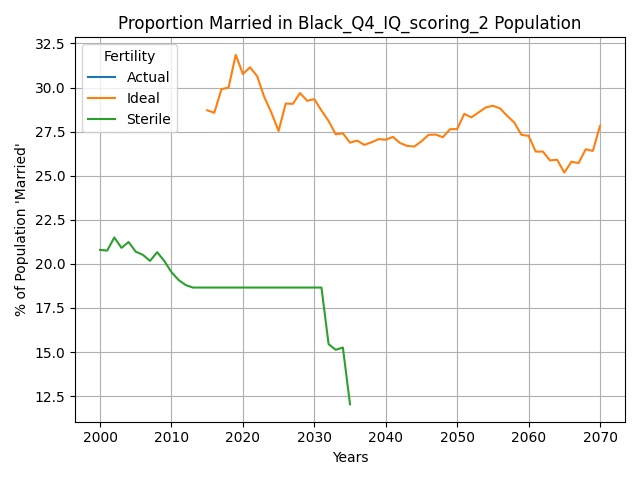 Proportion Married in Black_Q4_IQ_scoring_2 Population
Fertility
Actual
Ideal
Sterile
% of Population 'Married'
32.5
30.0
27.5
25.0
22.5
20.0
17.5
15.0
12.5
2000 2010 2020 2030 2040 2050 2060 2070
Years